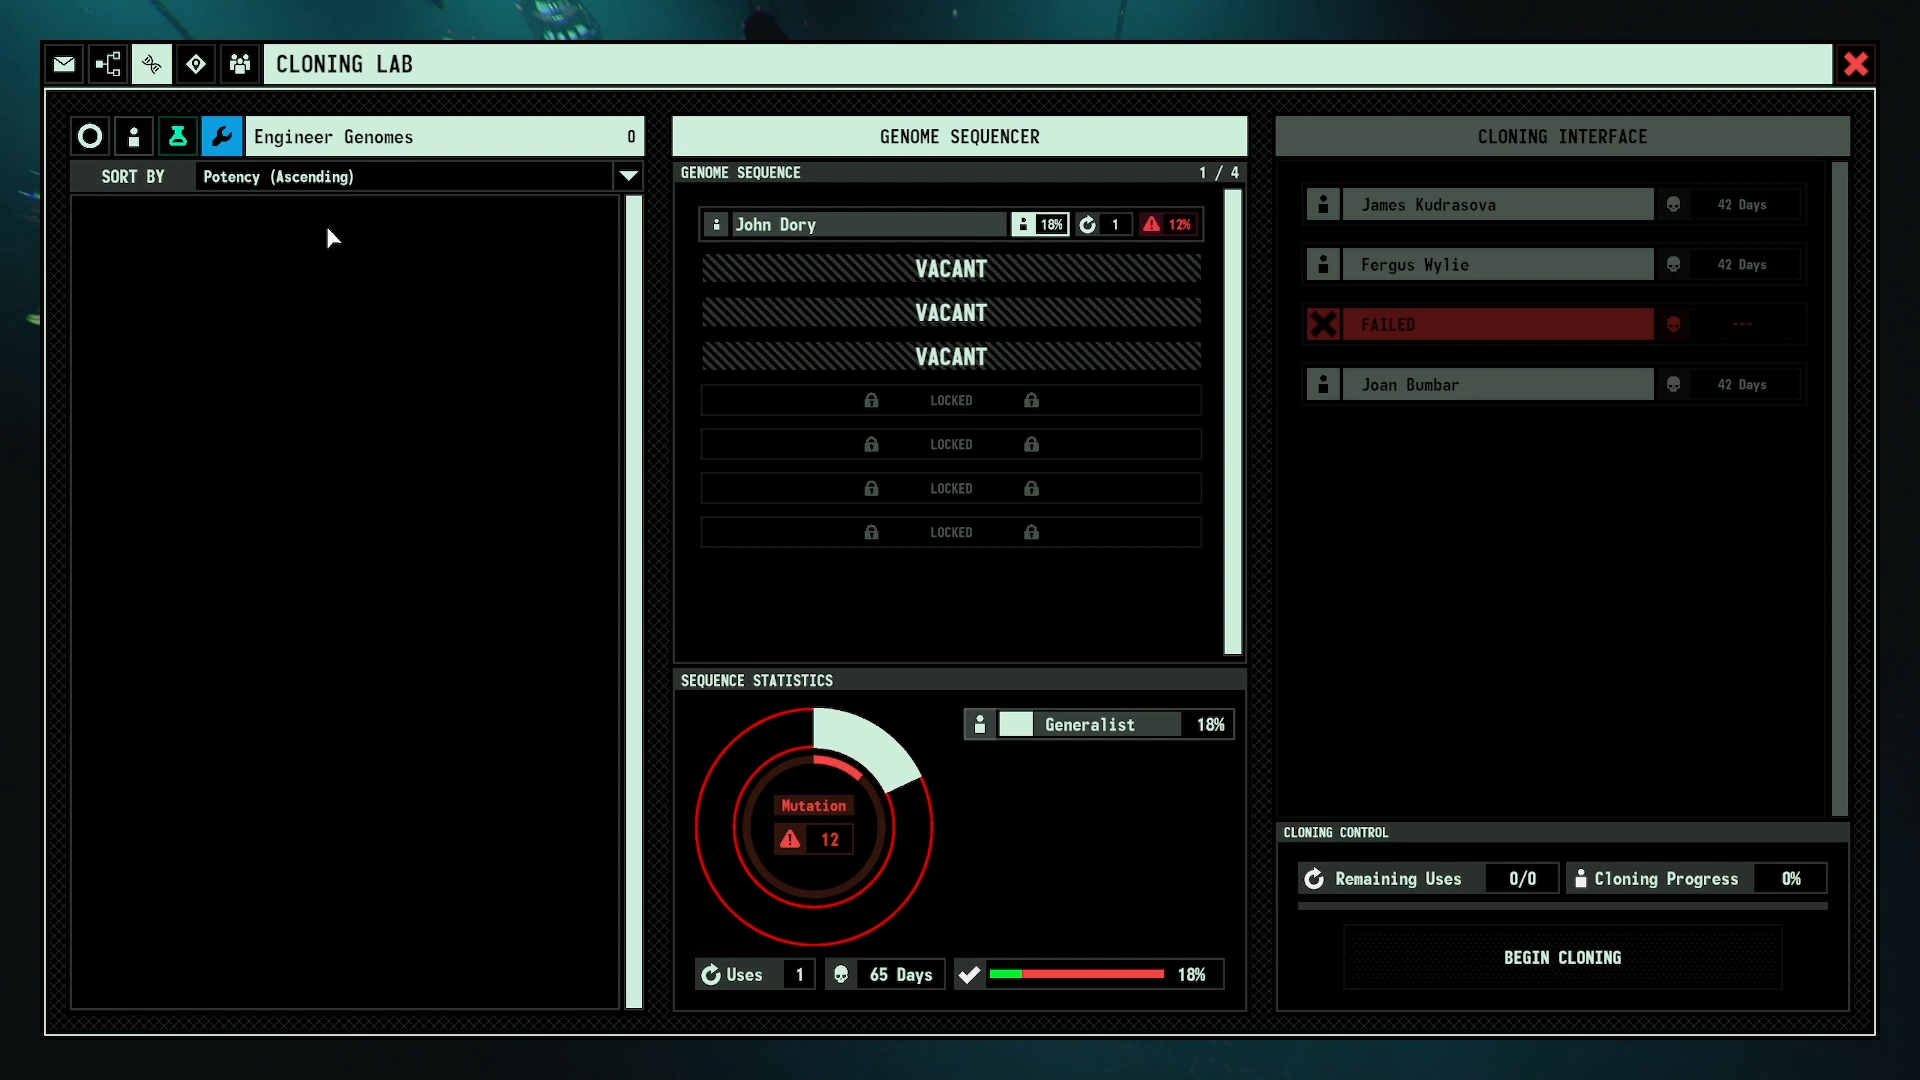 CLONING LAB
Engineer Genomes 0
SORT BY Potency (Ascending)
GENOME SEQUENCER
GENOME SEQUENCE 1 / 4
John Dory 18% 1 12%
VACANT
VACANT
VACANT
LOCKED
LOCKED
LOCKED
LOCKED
SEQUENCE STATISTICS
Generalist 18%
Mutation
12
Uses 1 65 Days 18%
CLONING INTERFACE
James Kudrasova 42 Days
Fergus Wylie 42 Days
FAILED ---
Joan Bumbar 42 Days
CLONING CONTROL
Remaining Uses 0/0 Cloning Progress 0%
BEGIN CLONING